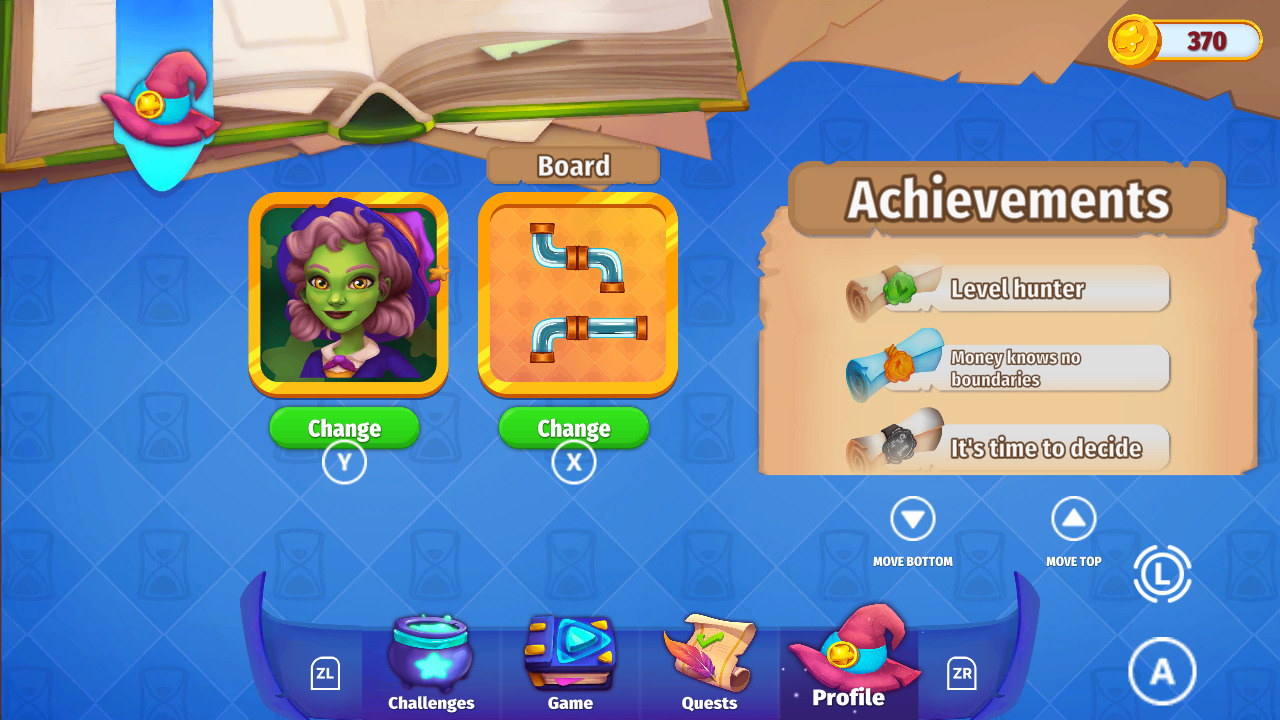 370
Board
Achievements
Level hunter
Money knows no
boundaries
It's time to decide
Change
Change
Y
X
MOVE BOTTOM
MOVE TOP
L
ZL
ZR
A
Challenges
Game
Quests
Profile